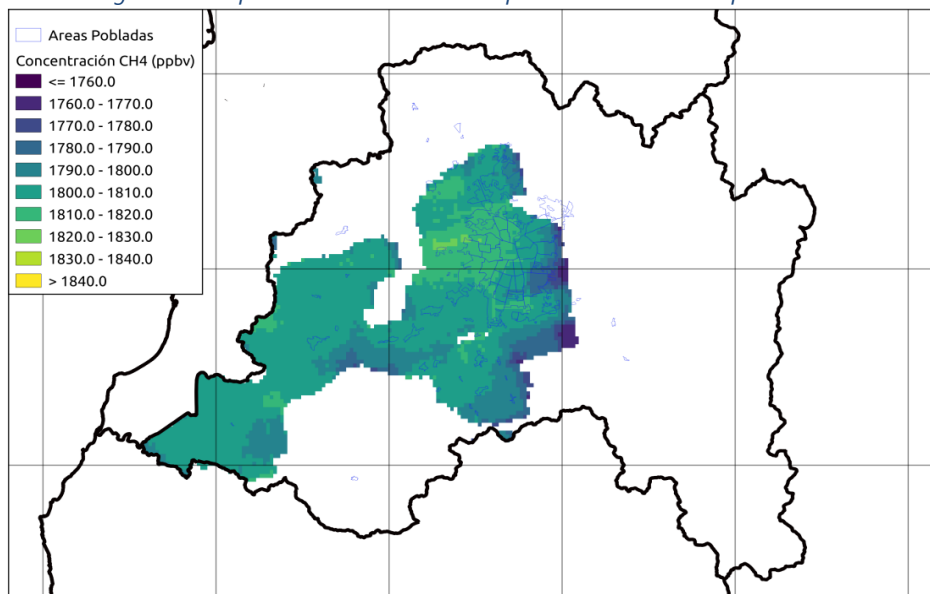 Areas Pobladas
Concentración CH4 (ppbv)
<= 1760.0
1760.0 - 1770.0
1770.0 - 1780.0
1780.0 - 1790.0
1790.0 - 1800.0
1800.0 - 1810.0
1810.0 - 1820.0
1820.0 - 1830.0
1830.0 - 1840.0
> 1840.0